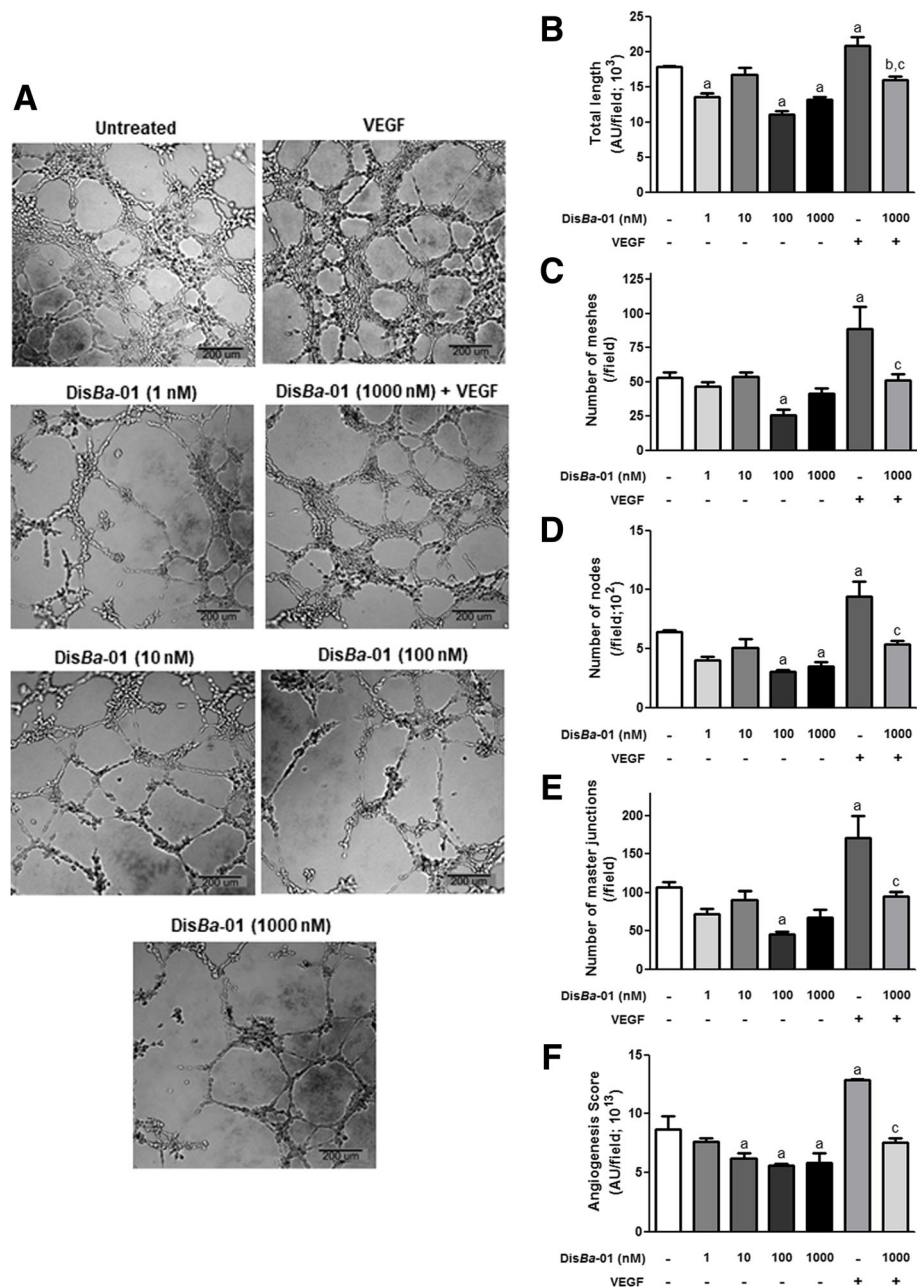 A
Untreated
VEGF
200 um
200 um
DisBa-01 (1 nM)
DisBa-01 (1000 nM) + VEGF
200 um
200 um
DisBa-01 (10 nM)
DisBa-01 (100 nM)
200 um
200 um
DisBa-01 (1000 nM)
200 um
B
Total length
(AU/field; 10³)
25
20
15
10
5
0
a
a
a
a
b,c
DisBa-01 (nM) - 1 10 100 1000 - 1000
VEGF - - - - - + +
C
Number of meshes
(/field)
125
100
75
50
25
0
a
a
c
DisBa-01 (nM) - 1 10 100 1000 - 1000
VEGF - - - - - + +
D
Number of nodes
(/field;10²)
15
10
5
0
a
a
a
c
DisBa-01 (nM) - 1 10 100 1000 - 1000
VEGF - - - - - + +
E
Number of master junctions
(/field)
200
150
100
50
0
a
a
c
DisBa-01 (nM) - 1 10 100 1000 - 1000
VEGF - - - - - + +
F
Angiogenesis Score
(AU/field; 10¹³)
15
10
5
0
a
a
a
a
c
DisBa-01 (nM) - 1 10 100 1000 - 1000
VEGF - - - - - + +